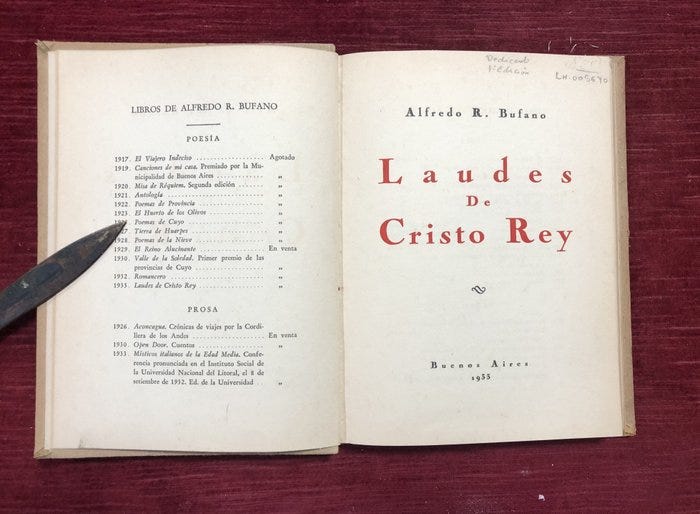 LIBROS DE ALFREDO R. BUFANO
POESÍA
1917. El Viajero Indeciso .................. Agotado
1919. Canciones de mi casa. Premiado por la Mu-
nicipalidad de Buenos Aires ............ „
1920. Misa de Réquiem. Segunda edición ....... „
1921. Antología .............................. „
1922. Poemas de Provincia .................... „
1923. El Huerto de los Olivos ................ „
Poemas de Cuyo ......................... „
Tierra de Huarpes ...................... „
1928. Poemas de la Nieve ..................... „
1929. El Reino Alucinante .................... En venta
1930. Valle de la Soledad. Primer premio de las
provincias de Cuyo ..................... „
1932. Romancero .............................. „
1933. Laudes de Cristo Rey ................... „
PROSA
1926. Aconcagua. Crónicas de viajes por la Cordi-
llera de los Andes ..................... En venta
1930. Open Door. Cuentos ..................... „
1933. Místicos italianos de la Edad Media. Confe-
rencia pronunciada en el Instituto Social de
la Universidad Nacional del Litoral, el 8 de
setiembre de 1932. Ed. de la Universidad .. „
Dedicado
1ª Edición
LH.005640
Alfredo R. Bufano
Laudes
De
Cristo Rey
Buenos Aires
1933